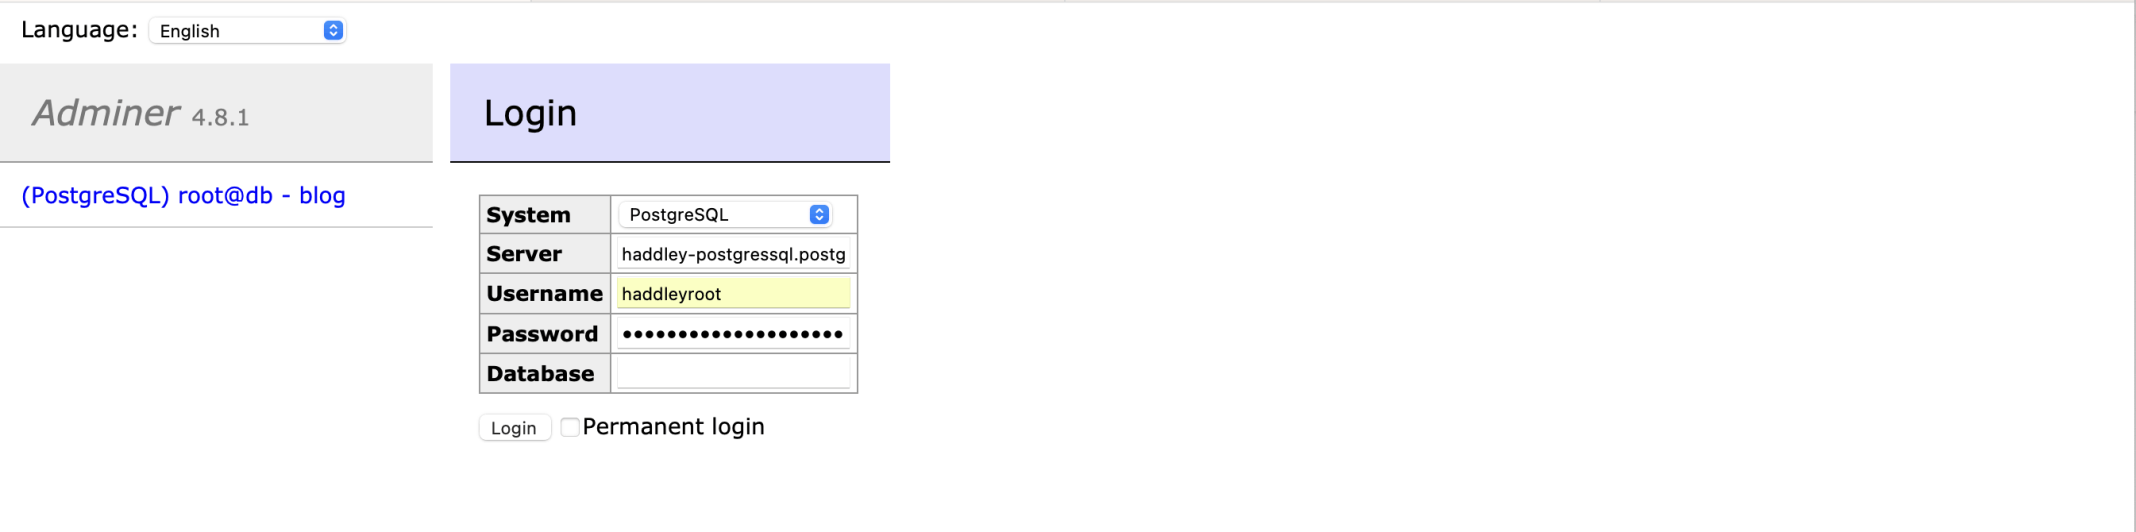 Language: English
Adminer 4.8.1
(PostgreSQL) root@db - blog
Login
System PostgreSQL
Server haddley-postgressql.postg
Username haddleyroot
Password ••••••••••••••••••••
Database
Login Permanent login